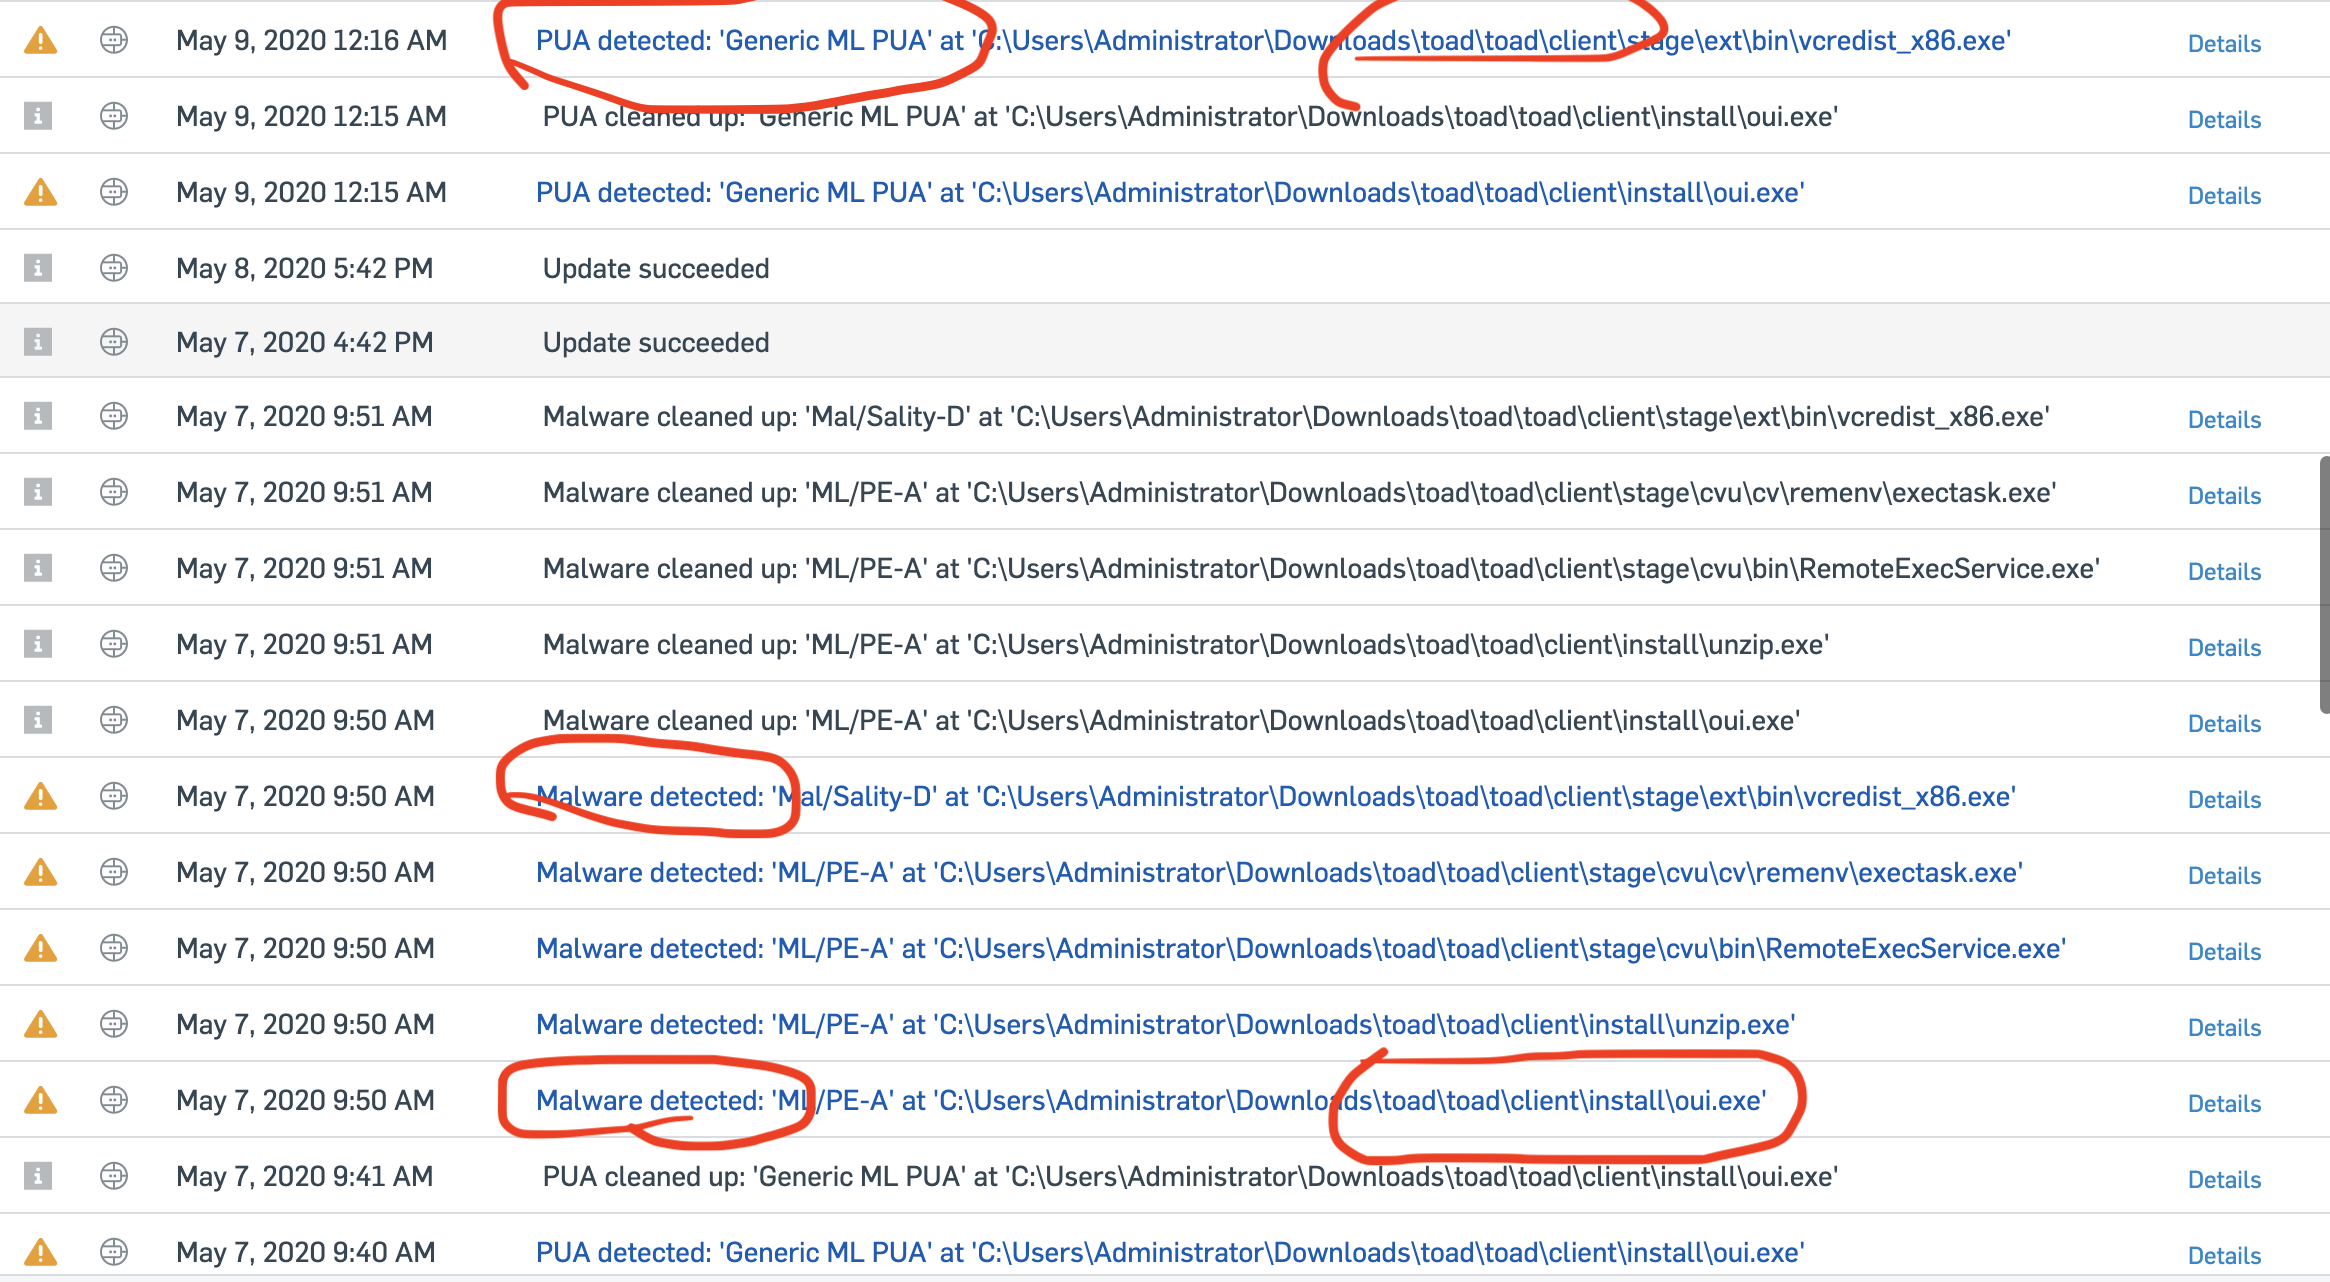 May 9, 2020 12:16 AM PUA detected: 'Generic ML PUA' at 'C:\Users\Administrator\Downloads\toad\toad\client\stage\ext\bin\vcredist_x86.exe' Details
May 9, 2020 12:15 AM PUA cleaned up: 'Generic ML PUA' at 'C:\Users\Administrator\Downloads\toad\toad\client\install\oui.exe' Details
May 9, 2020 12:15 AM PUA detected: 'Generic ML PUA' at 'C:\Users\Administrator\Downloads\toad\toad\client\install\oui.exe' Details
May 8, 2020 5:42 PM Update succeeded
May 7, 2020 4:42 PM Update succeeded
May 7, 2020 9:51 AM Malware cleaned up: 'Mal/Sality-D' at 'C:\Users\Administrator\Downloads\toad\toad\client\stage\ext\bin\vcredist_x86.exe' Details
May 7, 2020 9:51 AM Malware cleaned up: 'ML/PE-A' at 'C:\Users\Administrator\Downloads\toad\toad\client\stage\cvu\cv\remenv\exectask.exe' Details
May 7, 2020 9:51 AM Malware cleaned up: 'ML/PE-A' at 'C:\Users\Administrator\Downloads\toad\toad\client\stage\cvu\bin\RemoteExecService.exe' Details
May 7, 2020 9:51 AM Malware cleaned up: 'ML/PE-A' at 'C:\Users\Administrator\Downloads\toad\toad\client\install\unzip.exe' Details
May 7, 2020 9:50 AM Malware cleaned up: 'ML/PE-A' at 'C:\Users\Administrator\Downloads\toad\toad\client\install\oui.exe' Details
May 7, 2020 9:50 AM Malware detected: 'Mal/Sality-D' at 'C:\Users\Administrator\Downloads\toad\toad\client\stage\ext\bin\vcredist_x86.exe' Details
May 7, 2020 9:50 AM Malware detected: 'ML/PE-A' at 'C:\Users\Administrator\Downloads\toad\toad\client\stage\cvu\cv\remenv\exectask.exe' Details
May 7, 2020 9:50 AM Malware detected: 'ML/PE-A' at 'C:\Users\Administrator\Downloads\toad\toad\client\stage\cvu\bin\RemoteExecService.exe' Details
May 7, 2020 9:50 AM Malware detected: 'ML/PE-A' at 'C:\Users\Administrator\Downloads\toad\toad\client\install\unzip.exe' Details
May 7, 2020 9:50 AM Malware detected: 'ML/PE-A' at 'C:\Users\Administrator\Downloads\toad\toad\client\install\oui.exe' Details
May 7, 2020 9:41 AM PUA cleaned up: 'Generic ML PUA' at 'C:\Users\Administrator\Downloads\toad\toad\client\install\oui.exe' Details
May 7, 2020 9:40 AM PUA detected: 'Generic ML PUA' at 'C:\Users\Administrator\Downloads\toad\toad\client\install\oui.exe' Details